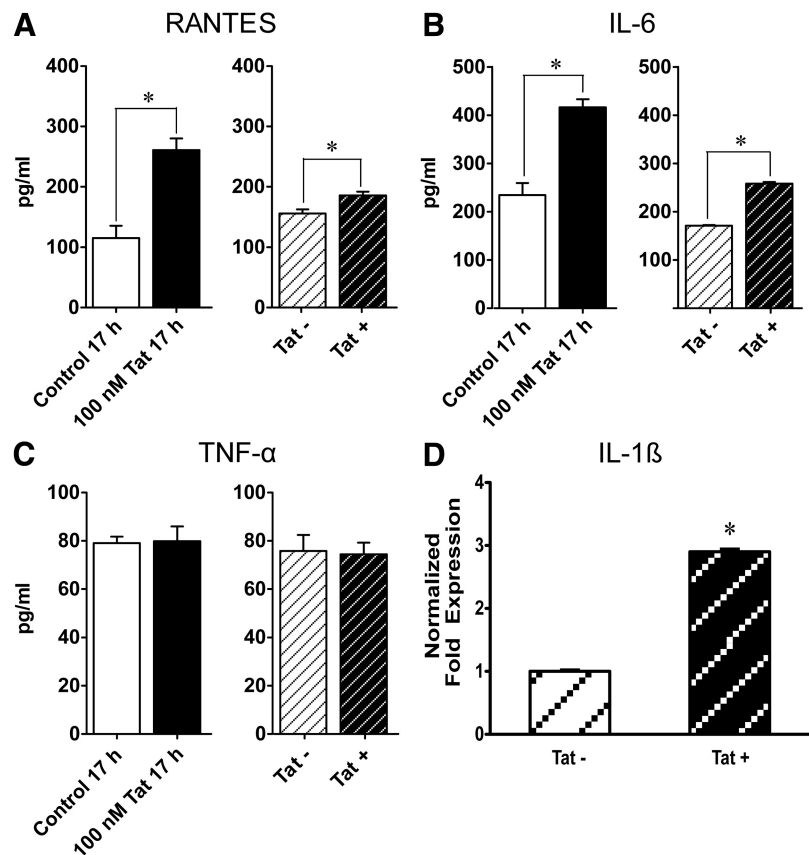 A RANTES
400
300
200
100
0
pg/ml
*
Control 17 h
100 nM Tat 17 h
400
300
200
100
0
*
Tat -
Tat +
B IL-6
500
400
300
200
100
0
pg/ml
*
Control 17 h
100 nM Tat 17 h
500
400
300
200
100
*
Tat -
Tat +
C TNF-α
100
80
60
40
20
0
pg/ml
Control 17 h
100 nM Tat 17 h
100
80
60
40
20
0
Tat -
Tat +
D IL-1ß
4
3
2
1
0
Normalized
Fold Expression
*
Tat -
Tat +